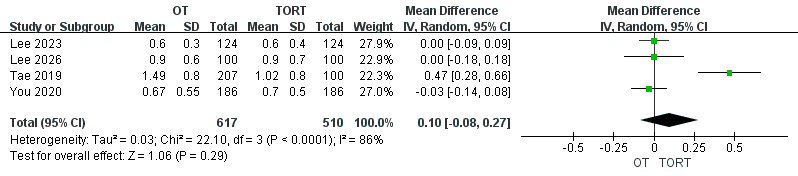 OT TORT Mean Difference Mean Difference
Study or Subgroup Mean SD Total Mean SD Total Weight IV, Random, 95% CI IV, Random, 95% CI
Lee 2023 0.6 0.3 124 0.6 0.4 124 27.9% 0.00 [-0.09, 0.09]
Lee 2026 0.9 0.6 100 0.9 0.7 100 22.8% 0.00 [-0.18, 0.18]
Tae 2019 1.49 0.8 207 1.02 0.8 100 22.3% 0.47 [0.28, 0.66]
You 2020 0.67 0.55 186 0.7 0.5 186 27.0% -0.03 [-0.14, 0.08]
Total (95% CI) 617 510 100.0% 0.10 [-0.08, 0.27]
Heterogeneity: Tau² = 0.03; Chi² = 22.10, df = 3 (P < 0.0001); I² = 86%
Test for overall effect: Z = 1.06 (P = 0.29)
-0.5 -0.25 0 0.25 0.5
OT TORT